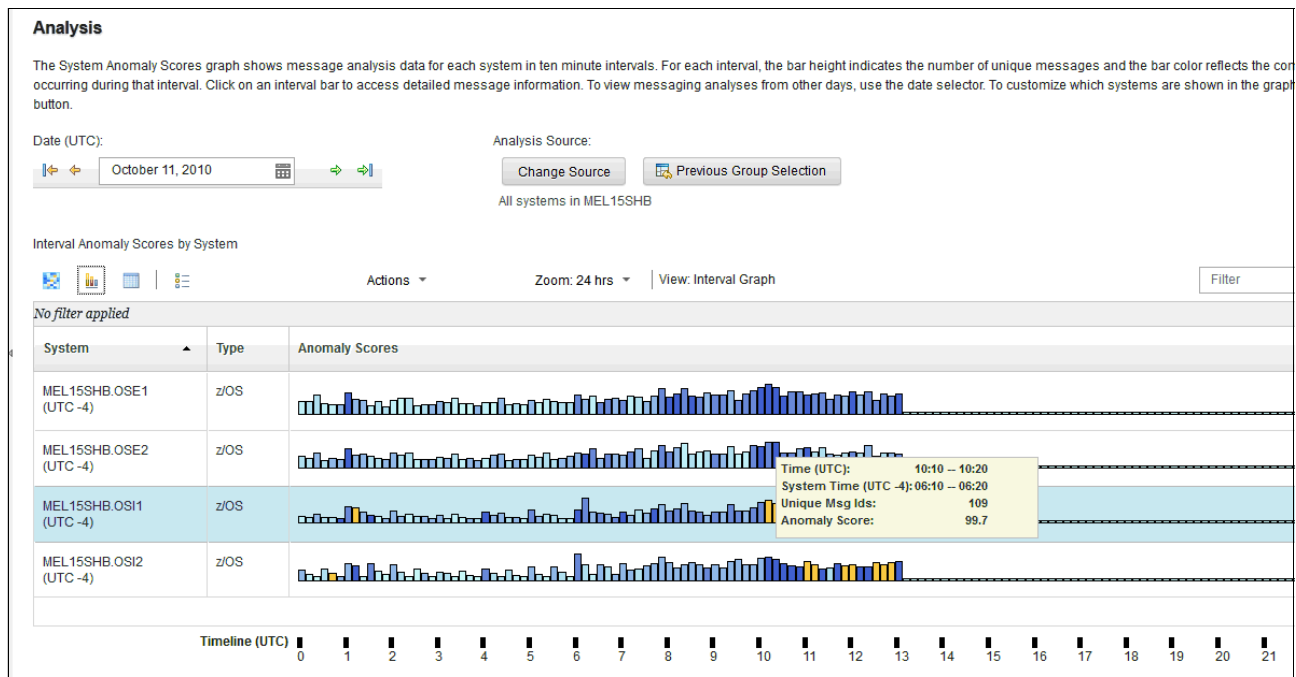 Analysis
The System Anomaly Scores graph shows message analysis data for each system in ten minute intervals. For each interval, the bar height indicates the number of unique messages and the bar color reflects the con
occurring during that interval. Click on an interval bar to access detailed message information. To view messaging analyses from other days, use the date selector. To customize which systems are shown in the graph
button.
Date (UTC):
Analysis Source:
October 11, 2010
Change Source
Previous Group Selection
All systems in MEL15SHB
Interval Anomaly Scores by System
Actions
Zoom: 24 hrs
View: Interval Graph
Filter
No filter applied
System
Type
Anomaly Scores
MEL15SHB.OSE1
(UTC -4)
z/OS
MEL15SHB.OSE2
(UTC -4)
z/OS
Time (UTC): 10:10 -- 10:20
System Time (UTC -4): 06:10 -- 06:20
Unique Msg Ids: 109
Anomaly Score: 99.7
MEL15SHB.OSI1
(UTC -4)
z/OS
MEL15SHB.OSI2
(UTC -4)
z/OS
Timeline (UTC)
0 1 2 3 4 5 6 7 8 9 10 11 12 13 14 15 16 17 18 19 20 21